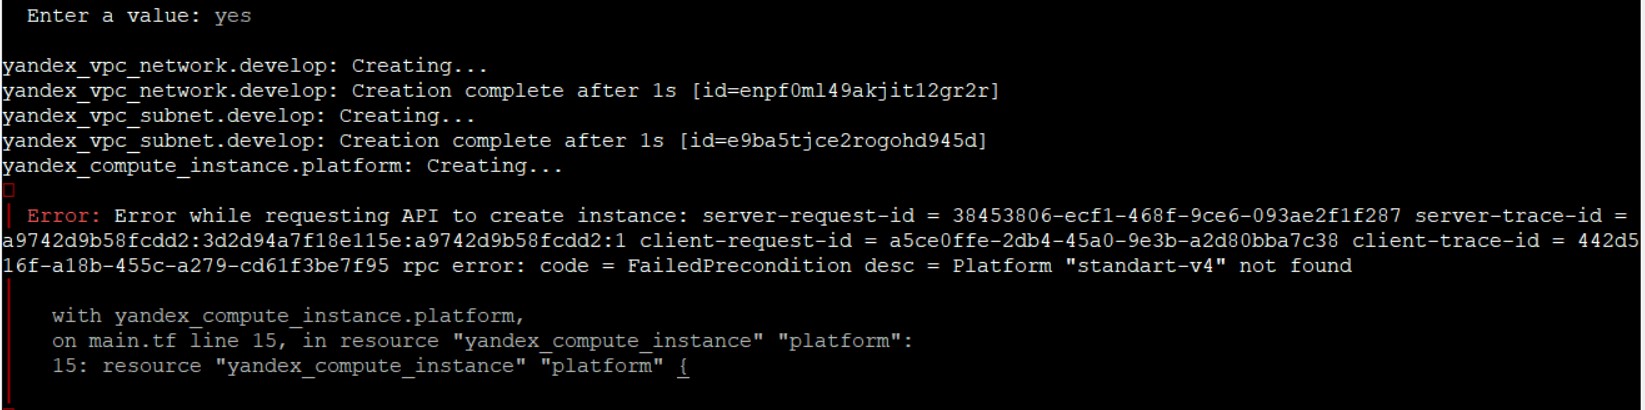 Enter a value: yes
yandex_vpc_network.develop: Creating...
yandex_vpc_network.develop: Creation complete after 1s [id=enpf0ml49akjit12gr2r]
yandex_vpc_subnet.develop: Creating...
yandex_vpc_subnet.develop: Creation complete after 1s [id=e9ba5tjce2rogohd945d]
yandex_compute_instance.platform: Creating...
Error: Error while requesting API to create instance: server-request-id = 38453806-ecf1-468f-9ce6-093ae2f1f287 server-trace-id =
a9742d9b58fcdd2:3d2d94a7f18e115e:a9742d9b58fcdd2:1 client-request-id = a5ce0ffe-2db4-45a0-9e3b-a2d80bba7c38 client-trace-id = 442d5
16f-a18b-455c-a279-cd61f3be7f95 rpc error: code = FailedPrecondition desc = Platform "standart-v4" not found
with yandex_compute_instance.platform,
on main.tf line 15, in resource "yandex_compute_instance" "platform":
15: resource "yandex_compute_instance" "platform" {